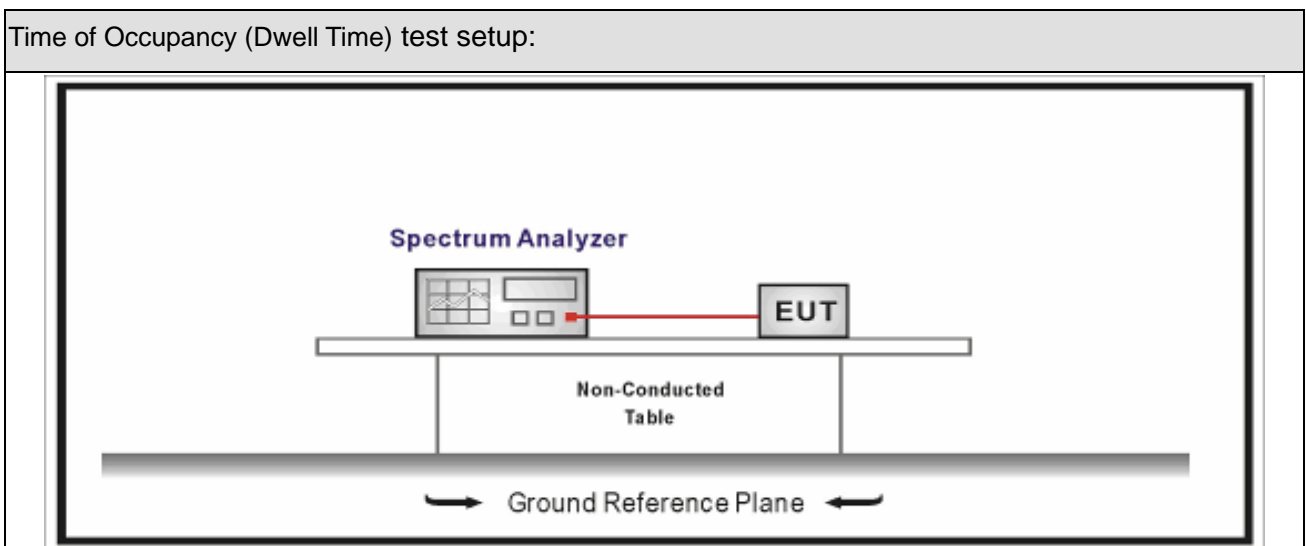 Time of Occupancy (Dwell Time) test setup:
Spectrum Analyzer
EUT
Non-Conducted
Table
Ground Reference Plane